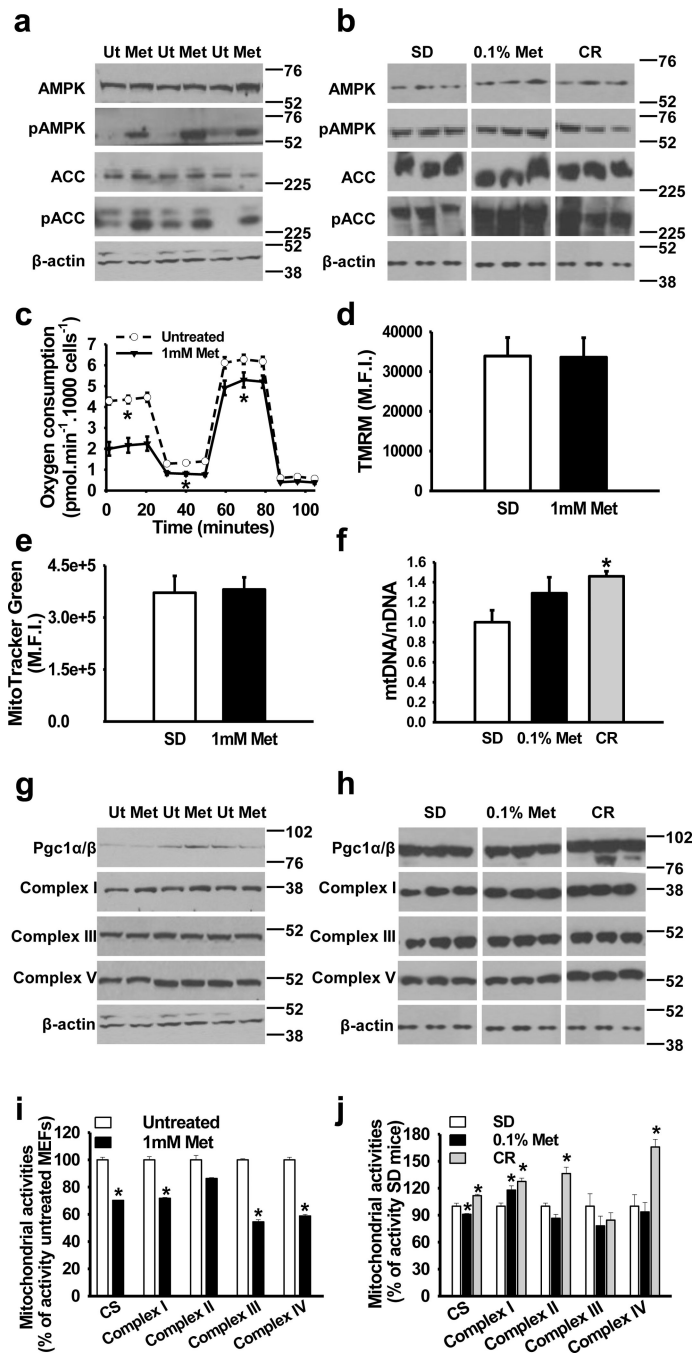 a
Ut Met Ut Met Ut Met
AMPK
76
52
pAMPK
76
52
ACC
225
pACC
225
β-actin
52
38
b
SD 0.1% Met CR
AMPK
76
52
pAMPK
76
52
ACC
225
pACC
225
β-actin
52
38
c
Untreated
1mM Met
Oxygen consumption
(pmol.min⁻¹.1000 cells⁻¹)
7
6
5
4
3
2
1
0
*
*
*
0 20 40 60 80 100
Time (minutes)
d
TMRM (M.F.I.)
40000
30000
20000
10000
0
SD 1mM Met
e
MitoTracker Green
(M.F.I.)
4.5e+5
3.0e+5
1.5e+5
0.0
SD 1mM Met
f
mtDNA/nDNA
1.6
1.4
1.2
1.0
0.8
0.6
0.4
0.2
0.0
*
SD 0.1% Met CR
g
Ut Met Ut Met Ut Met
Pgc1α/β
102
76
Complex I
38
Complex III
52
Complex V
52
β-actin
52
38
h
SD 0.1% Met CR
Pgc1α/β
102
76
Complex I
38
Complex III
52
Complex V
52
β-actin
52
38
i
Untreated
1mM Met
Mitochondrial activities
(% of activity untreated MEFs)
120
100
80
60
40
20
0
* * * *
CS Complex I Complex II Complex III Complex IV
j
SD
0.1% Met
CR
Mitochondrial activities
(% of activity SD mice)
180
150
120
90
60
30
0
* * * * * *
CS Complex I Complex II Complex III Complex IV